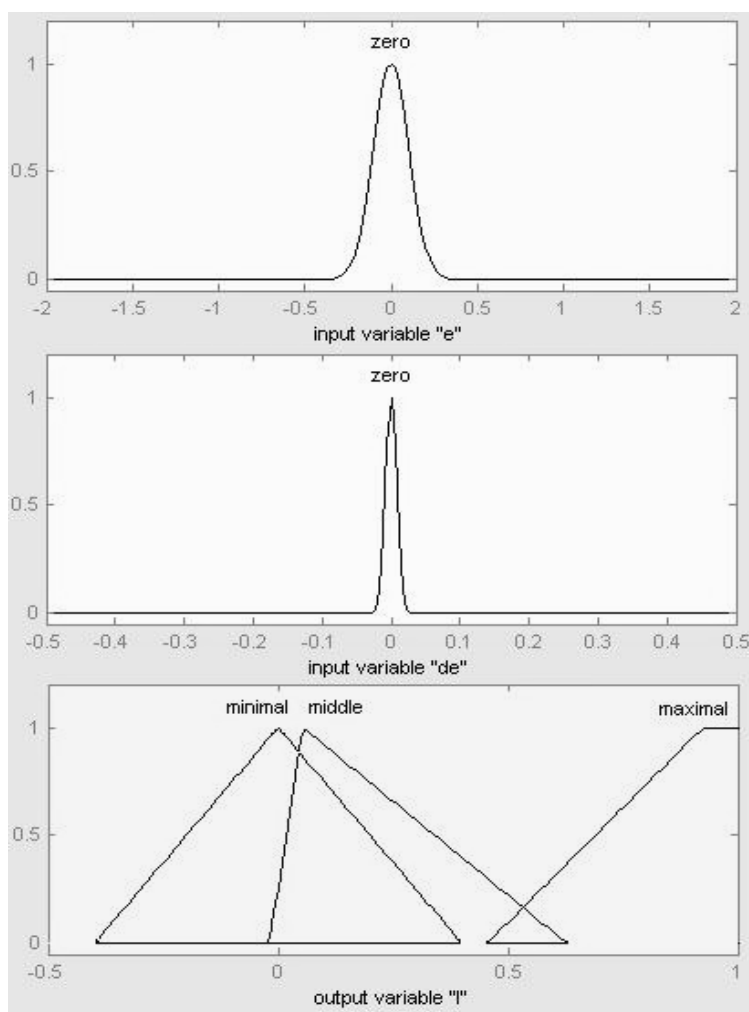 zero
1
0.5
0
-2 -1.5 -1 -0.5 0 0.5 1 1.5 2
input variable "e"
zero
1
0.5
0
-0.5 -0.4 -0.3 -0.2 -0.1 0 0.1 0.2 0.3 0.4 0.5
input variable "de"
minimal middle maximal
1
0.5
0
-0.5 0 0.5 1
output variable "l"